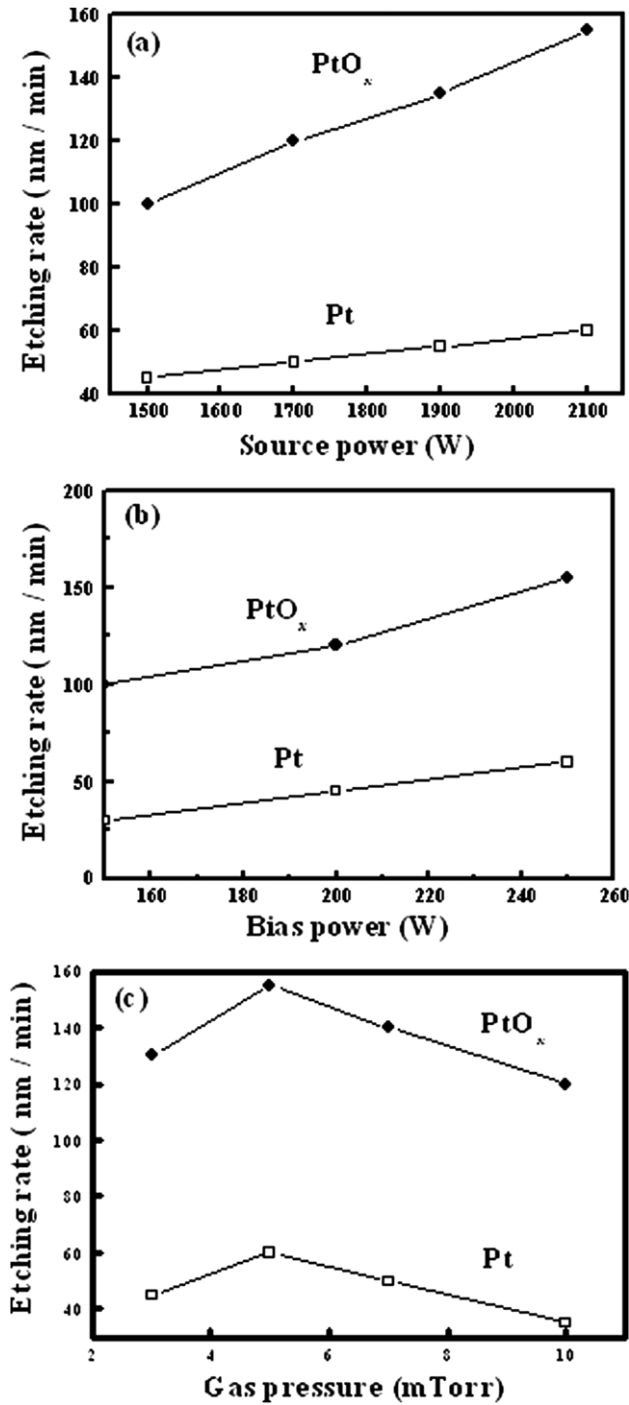 (a)
PtOx
Pt
Etching rate ( nm / min)
160
140
120
100
80
60
40
1500 1600 1700 1800 1900 2000 2100
Source power (W)
(b)
PtOx
Pt
Etching rate ( nm / min)
200
150
100
50
0
160 180 200 220 240 260
Bias power (W)
(c)
PtOx
Pt
Etching rate ( nm / min)
160
140
120
100
80
60
40
2 4 6 8 10
Gas pressure (mTorr)